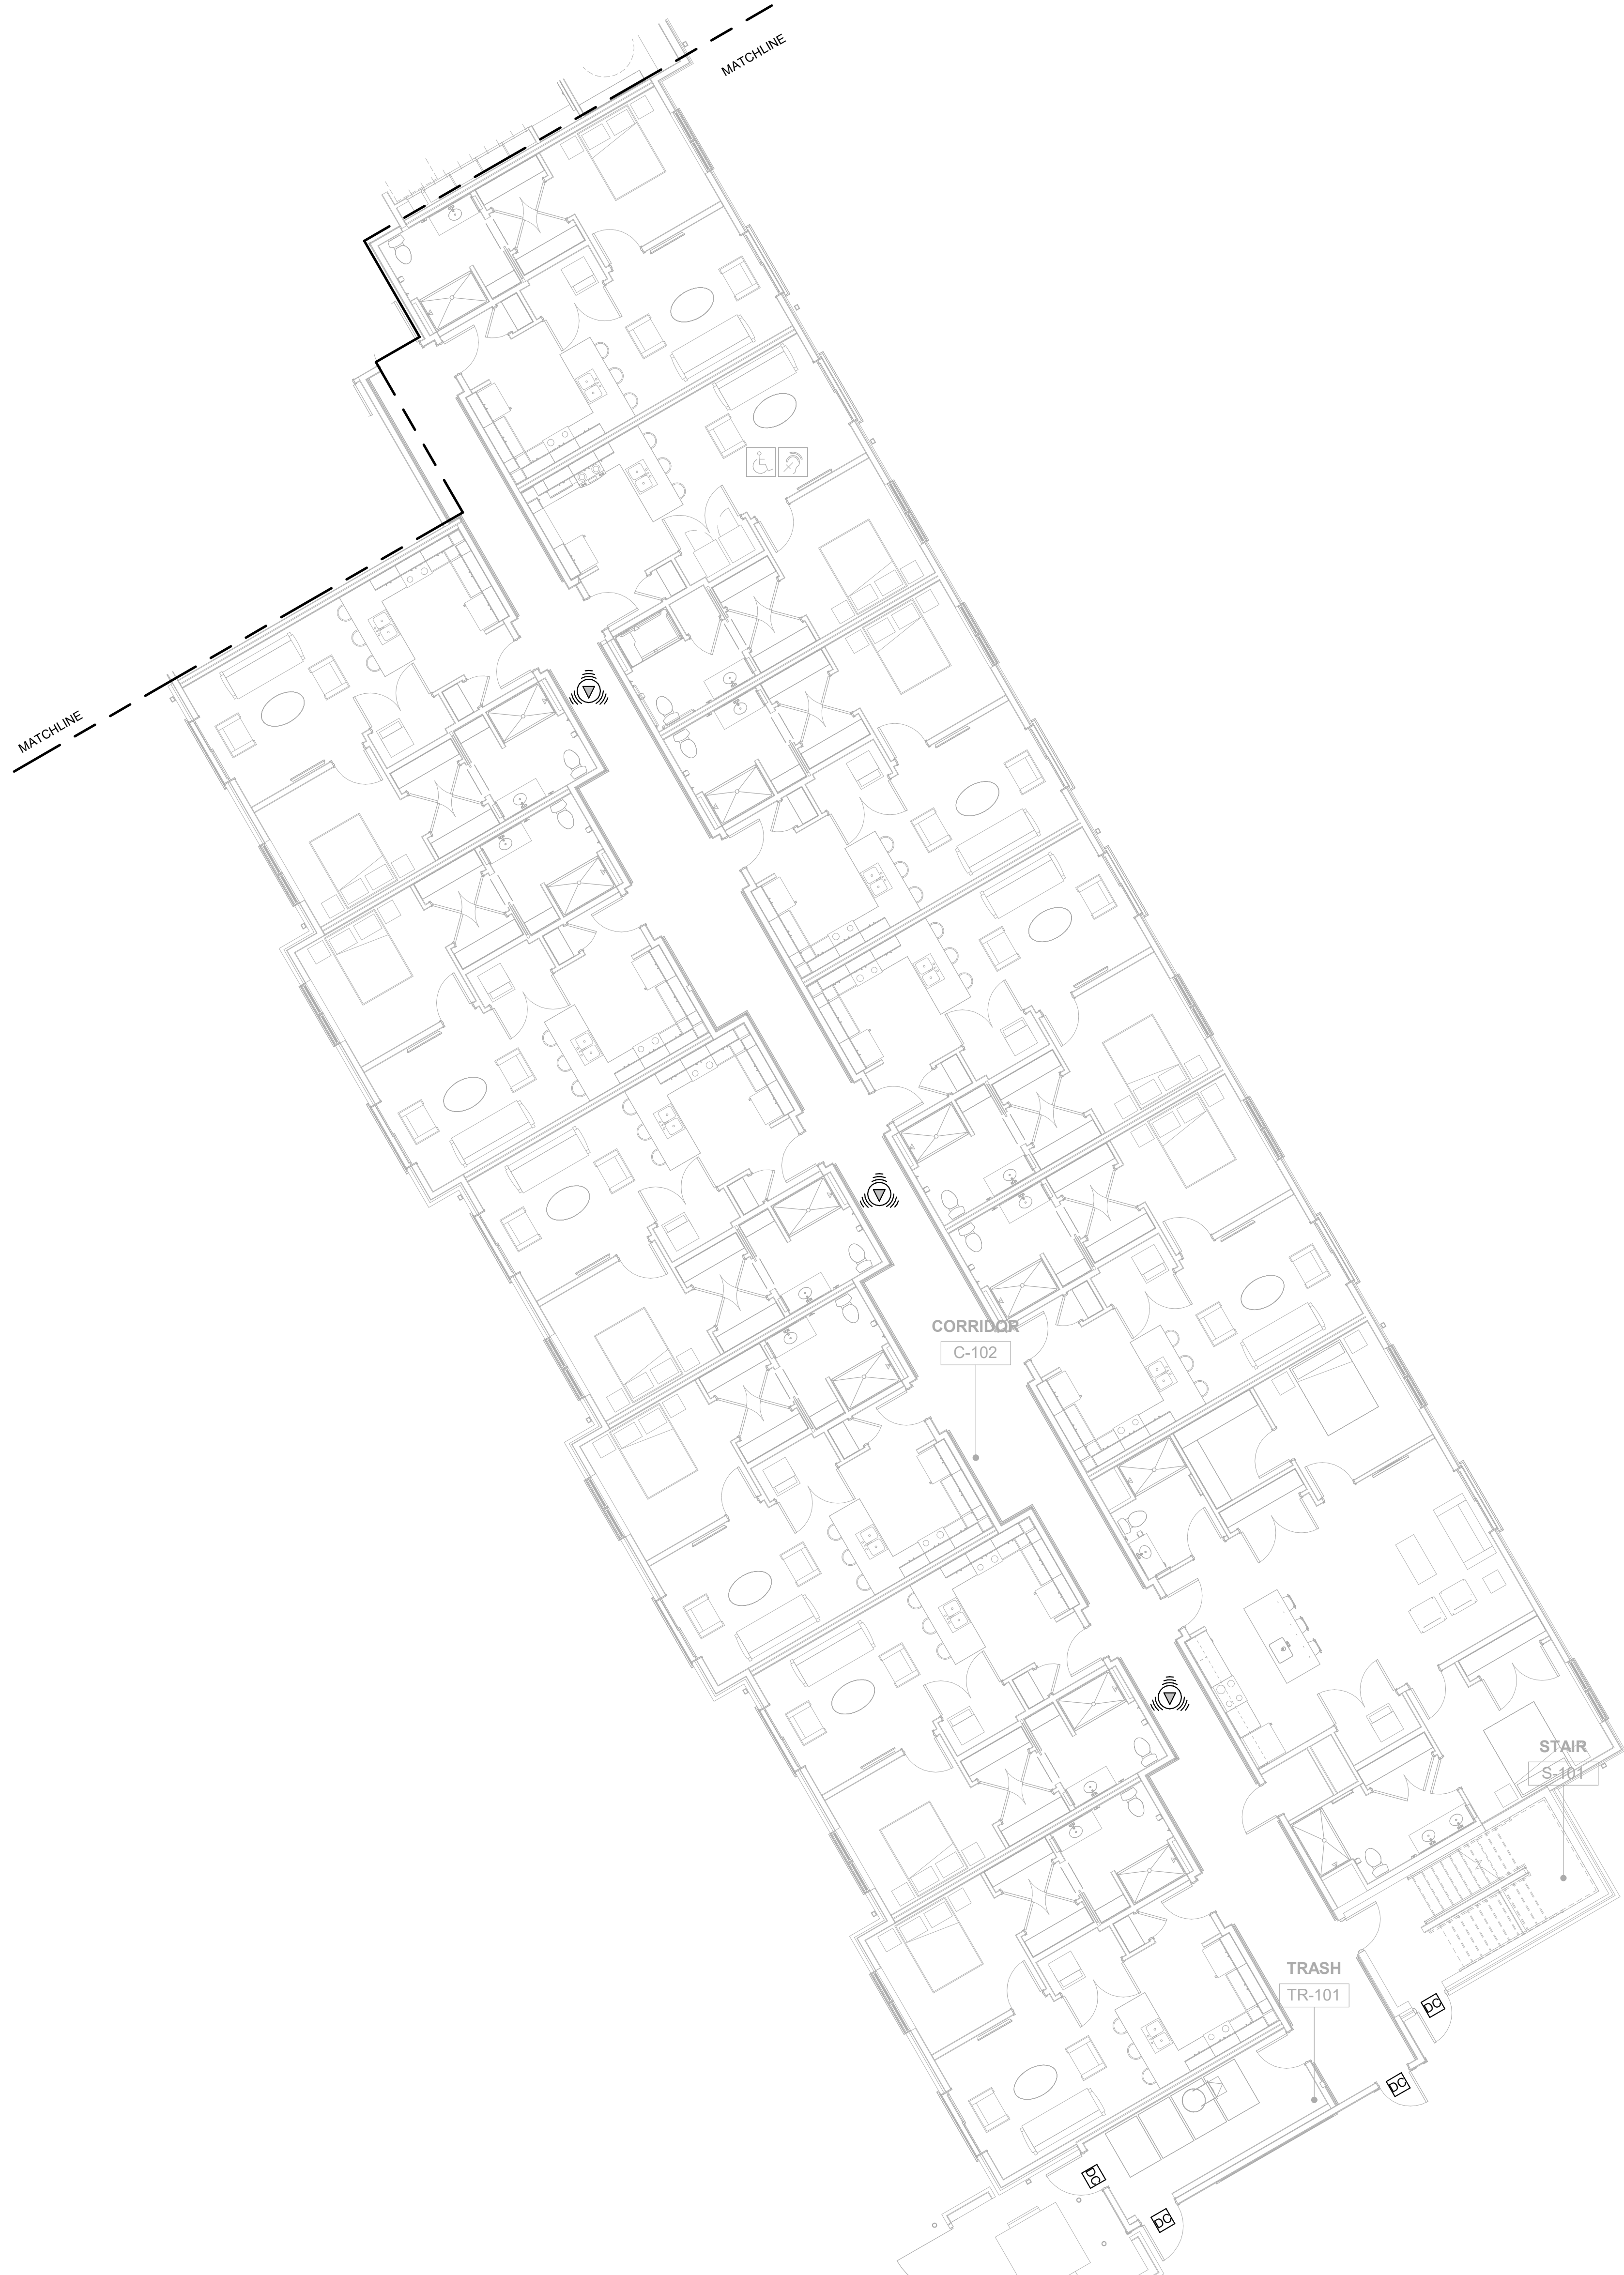 MATCHLINE
MATCHLINE
CORRIDOR
C-102
STAIR
S-101
TRASH
TR-101
DC
DC
DC
DC